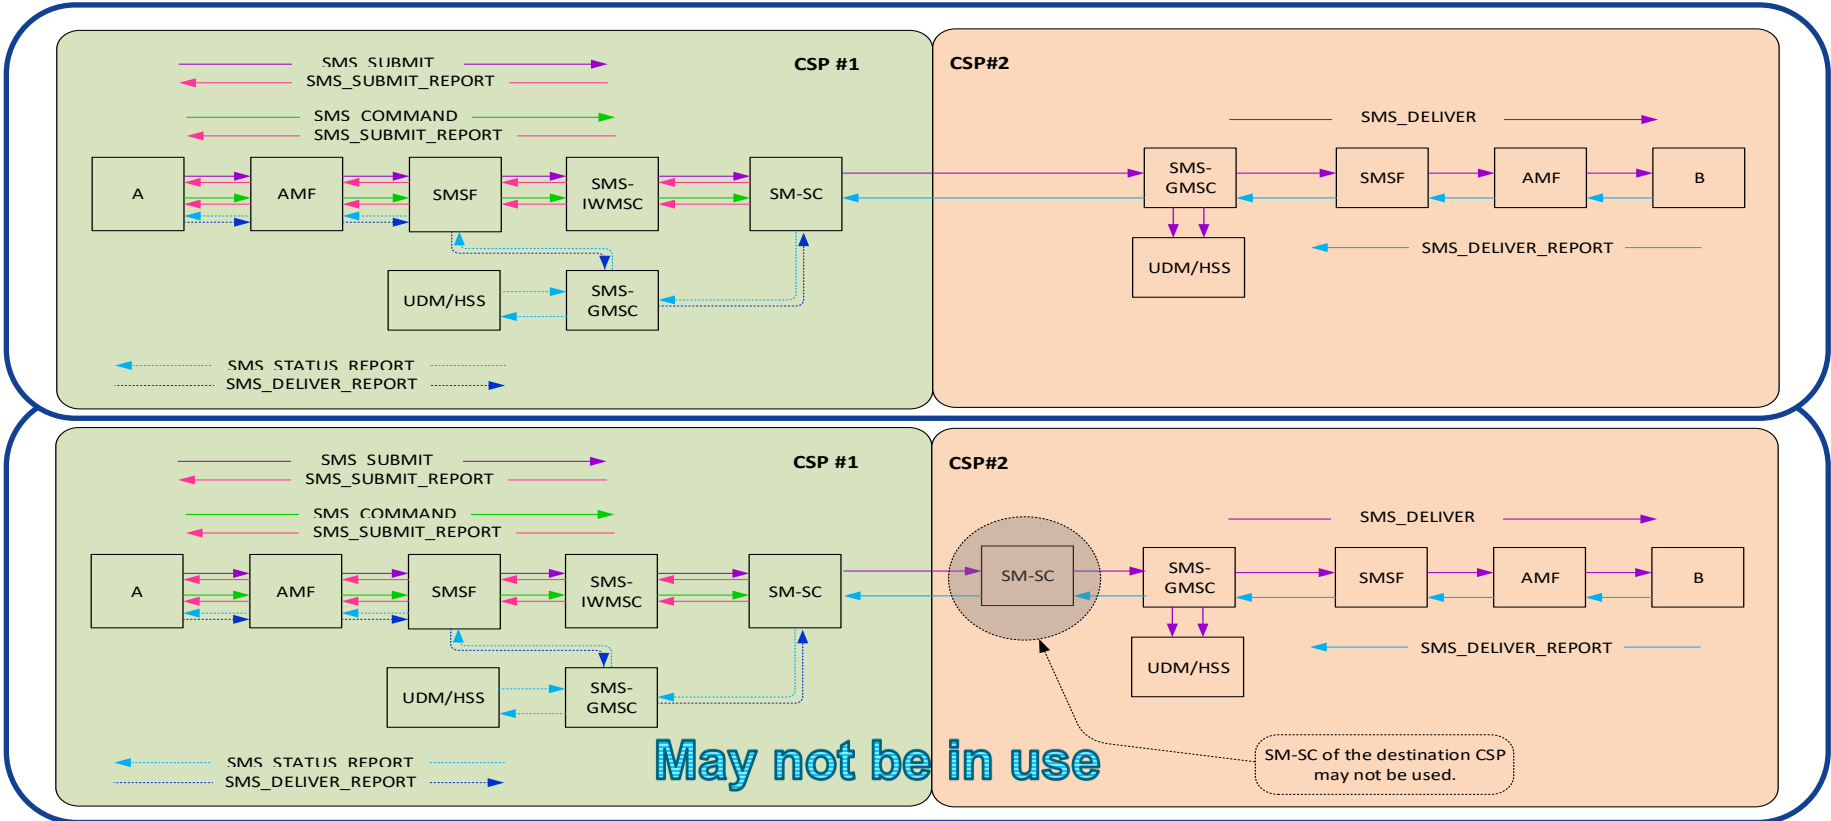 SMS_SUBMIT
SMS_SUBMIT_REPORT
CSP #1
CSP#2
SMS_COMMAND
SMS_SUBMIT_REPORT
SMS_DELIVER
A
AMF
SMSF
SMS-
IWMSC
SM-SC
SMS-
GMSC
SMSF
AMF
B
SMS_DELIVER_REPORT
UDM/HSS
UDM/HSS
SMS-
GMSC
SMS_STATUS_REPORT
SMS_DELIVER_REPORT
SMS_SUBMIT
SMS_SUBMIT_REPORT
CSP #1
CSP#2
SMS_COMMAND
SMS_SUBMIT_REPORT
SMS_DELIVER
A
AMF
SMSF
SMS-
IWMSC
SM-SC
SM-SC
SMS-
GMSC
SMSF
AMF
B
SMS_DELIVER_REPORT
UDM/HSS
UDM/HSS
SMS-
GMSC
SMS_STATUS_REPORT
SMS_DELIVER_REPORT
May not be in use
SM-SC of the destination CSP
may not be used.